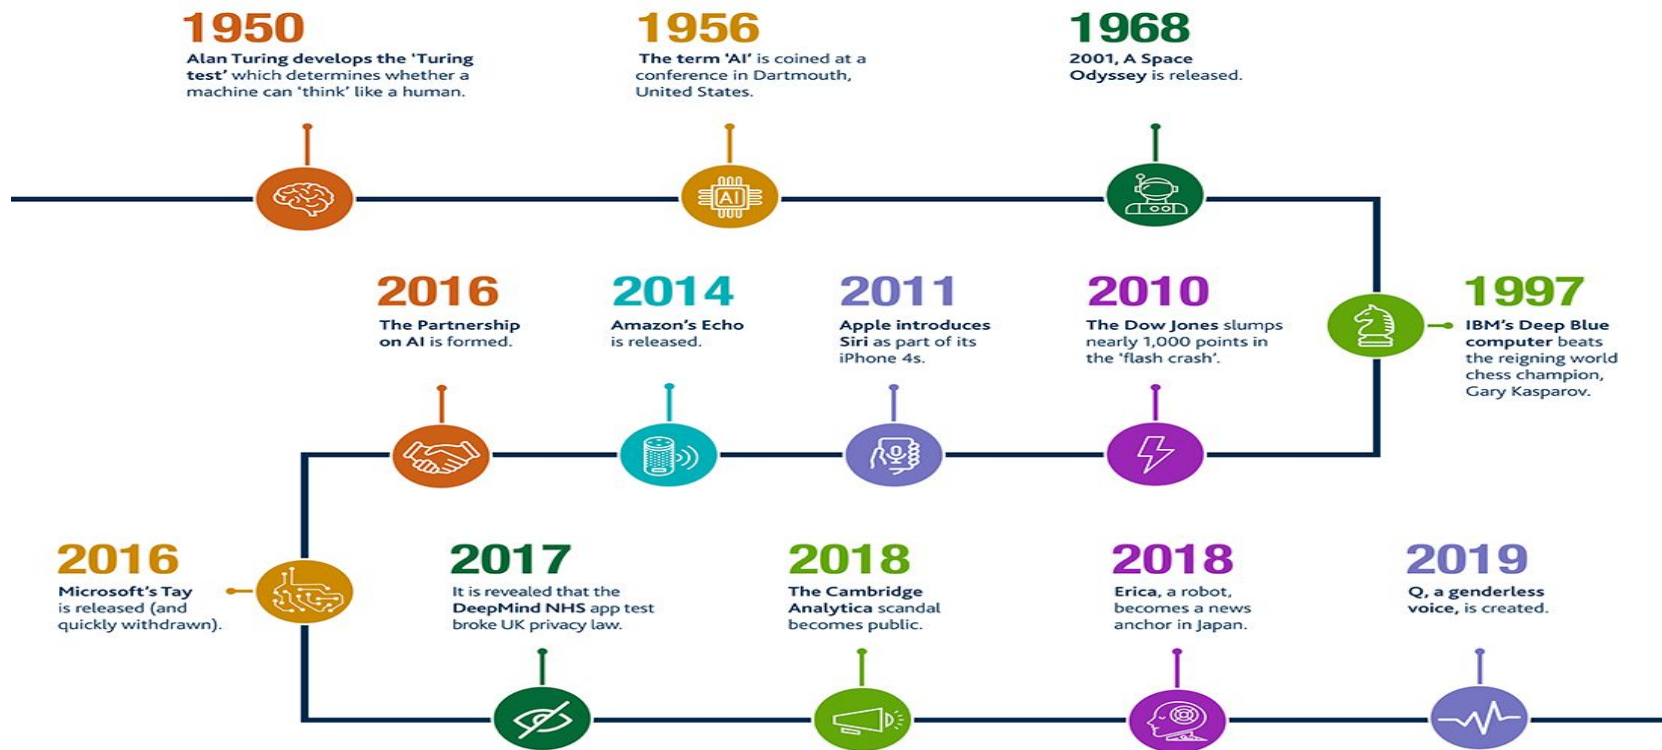 1950
Alan Turing develops the ‘Turing
test’ which determines whether a
machine can ‘think’ like a human.
1956
The term ‘AI’ is coined at a
conference in Dartmouth,
United States.
1968
2001, A Space
Odyssey is released.
AI
1997
IBM’s Deep Blue
computer beats
the reigning world
chess champion,
Gary Kasparov.
2010
The Dow Jones slumps
nearly 1,000 points in
the ‘flash crash’.
2011
Apple introduces
Siri as part of its
iPhone 4s.
2014
Amazon’s Echo
is released.
2016
The Partnership
on AI is formed.
2016
Microsoft’s Tay
is released (and
quickly withdrawn).
2017
It is revealed that the
DeepMind NHS app test
broke UK privacy law.
2018
The Cambridge
Analytica scandal
becomes public.
2018
Erica, a robot,
becomes a news
anchor in Japan.
2019
Q, a genderless
voice, is created.